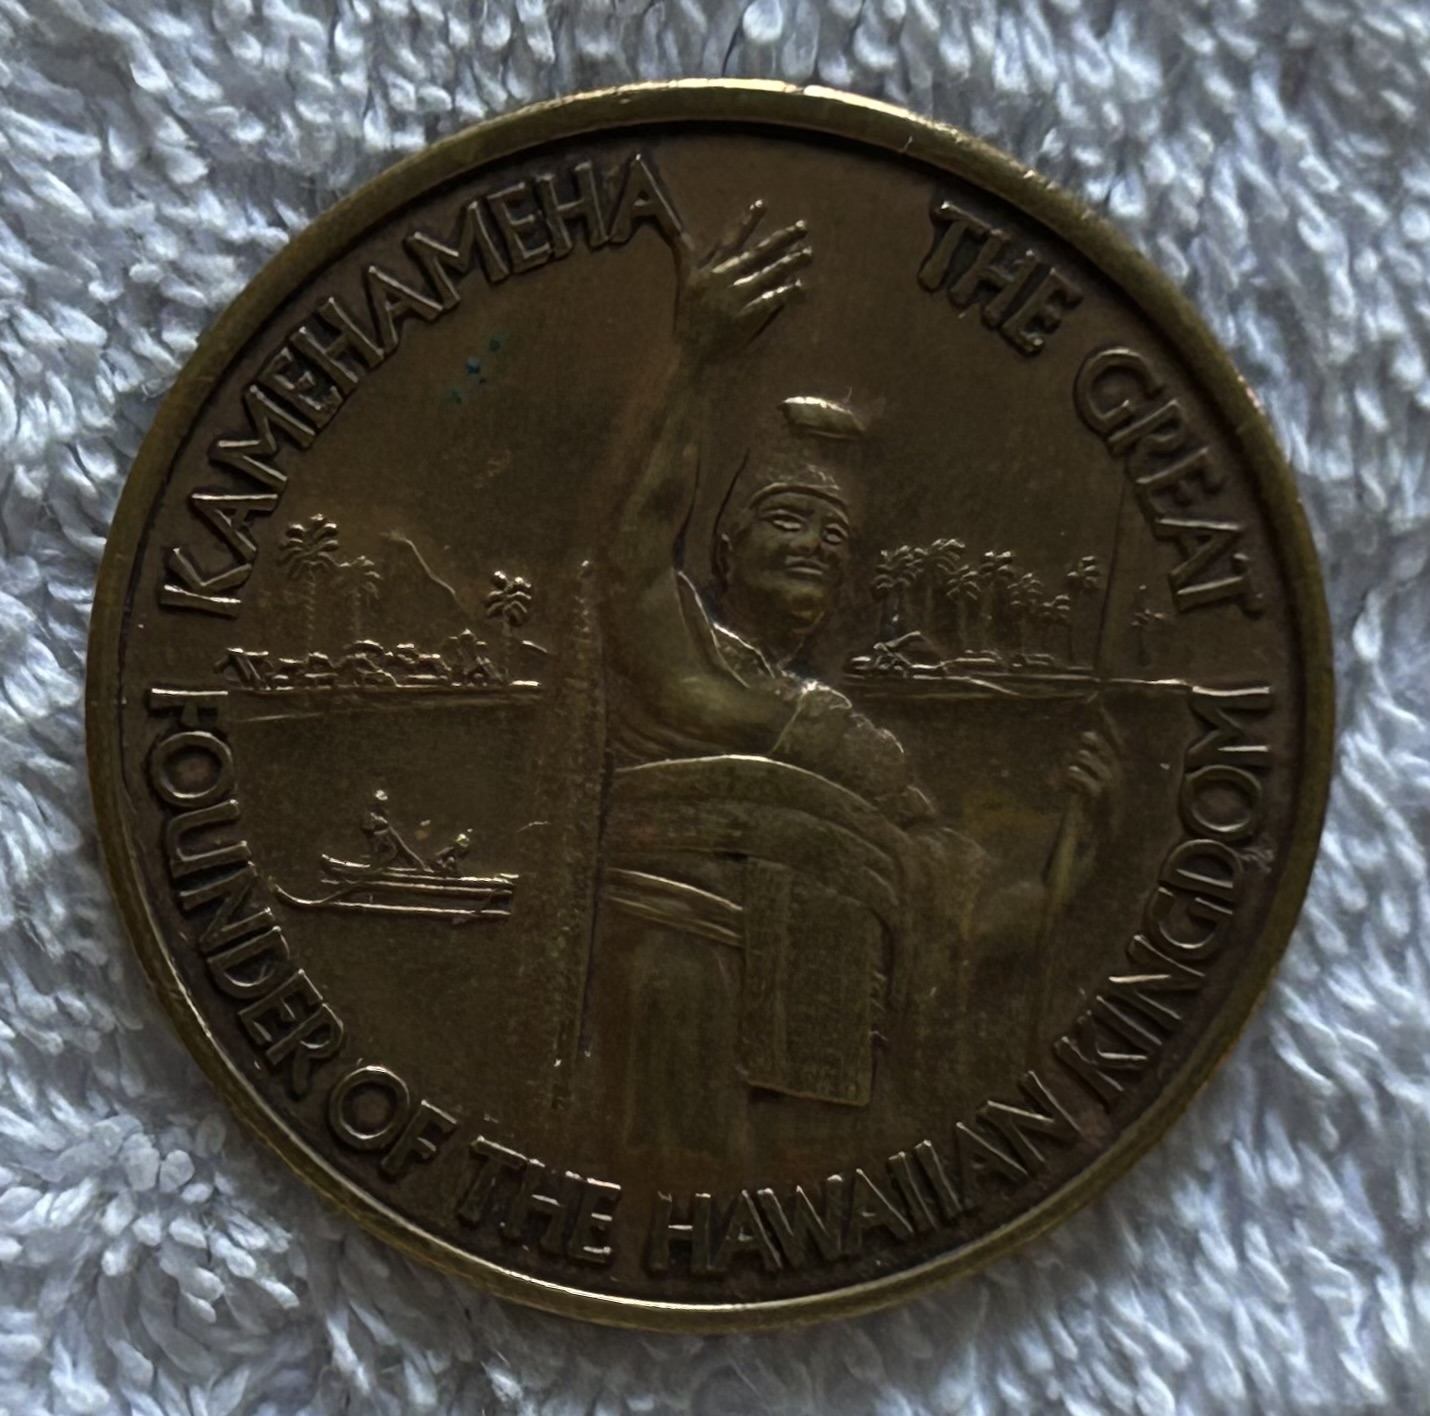 KAMEHAMEHA THE GREAT
FOUNDER OF THE HAWAIIAN KINGDOM